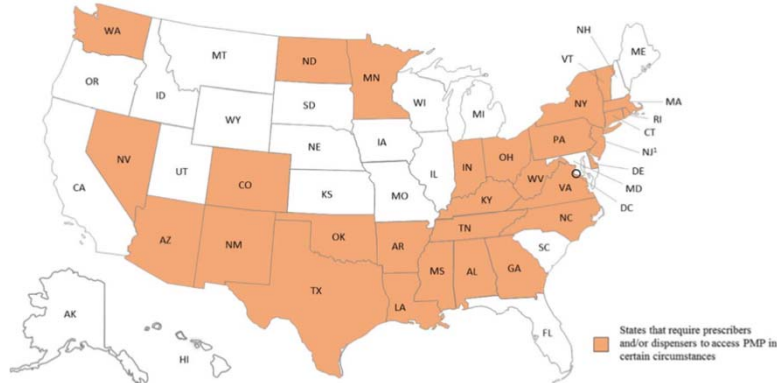 NH
ME
WA
VT
MT
ND
MN
OR
NY
MA
ID
SD
WI
MI
RI
WY
CT
PA
IA
NJ¹
NE
OH
IN
IL
NV
DE
UT
WV
CO
MD
VA
CA
KS
MO
KY
DC
NC
TN
OK
AZ
NM
AR
SC
MS
AL
GA
TX
LA
AK
FL
HI
States that require prescribers
and/or dispensers to access PMP in
certain circumstances